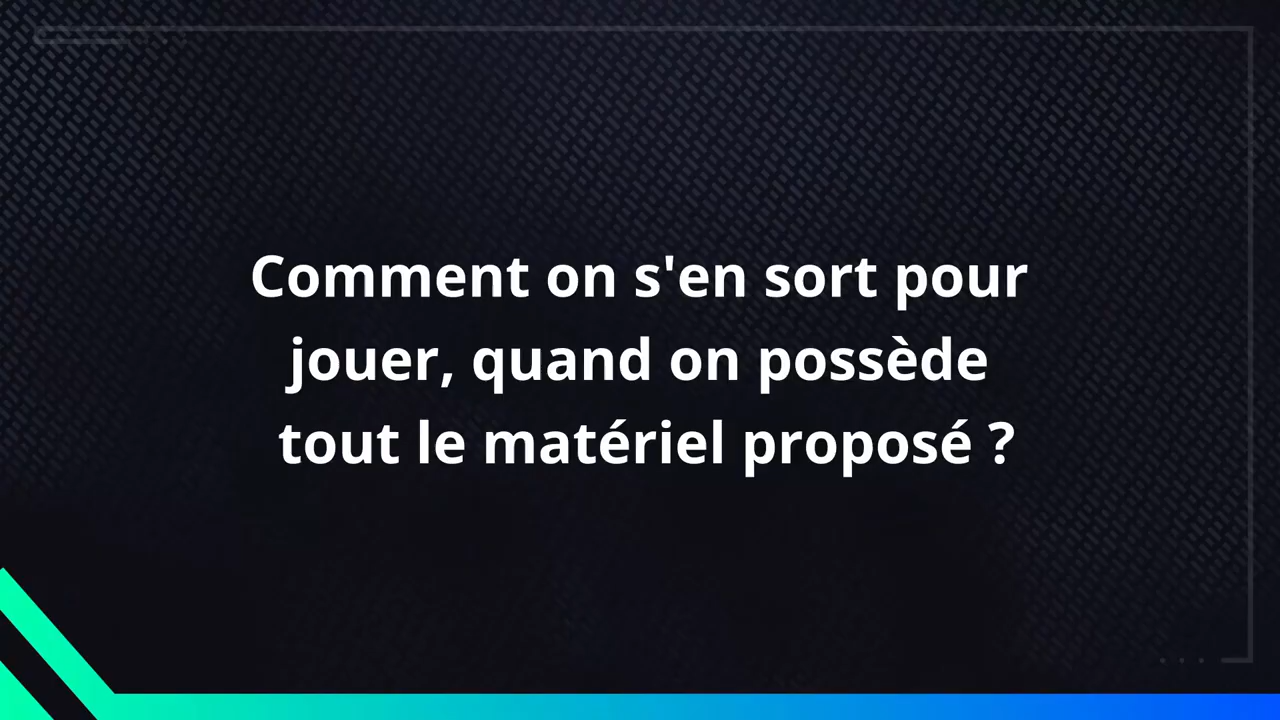 Comment on s'en sort pour
jouer, quand on possède
tout le matériel proposé ?